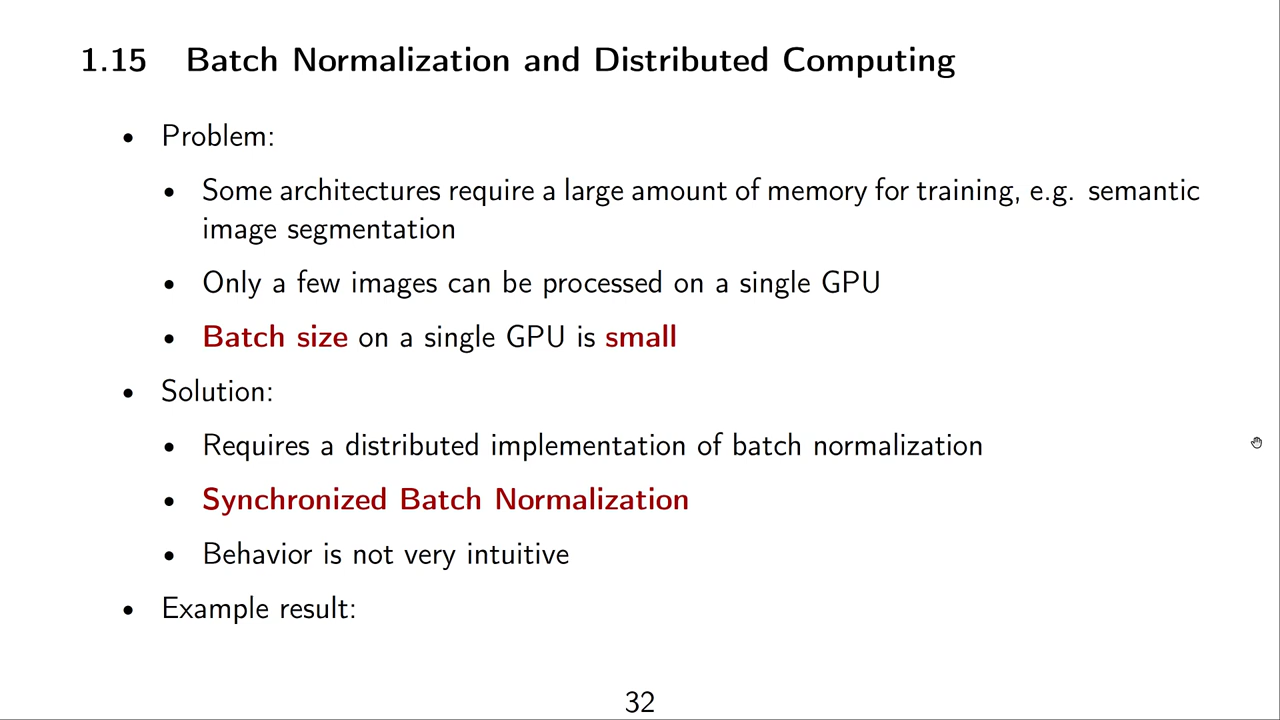 1.15 Batch Normalization and Distributed Computing
• Problem:
• Some architectures require a large amount of memory for training, e.g. semantic
image segmentation
• Only a few images can be processed on a single GPU
• Batch size on a single GPU is small
• Solution:
• Requires a distributed implementation of batch normalization
• Synchronized Batch Normalization
• Behavior is not very intuitive
• Example result:
32